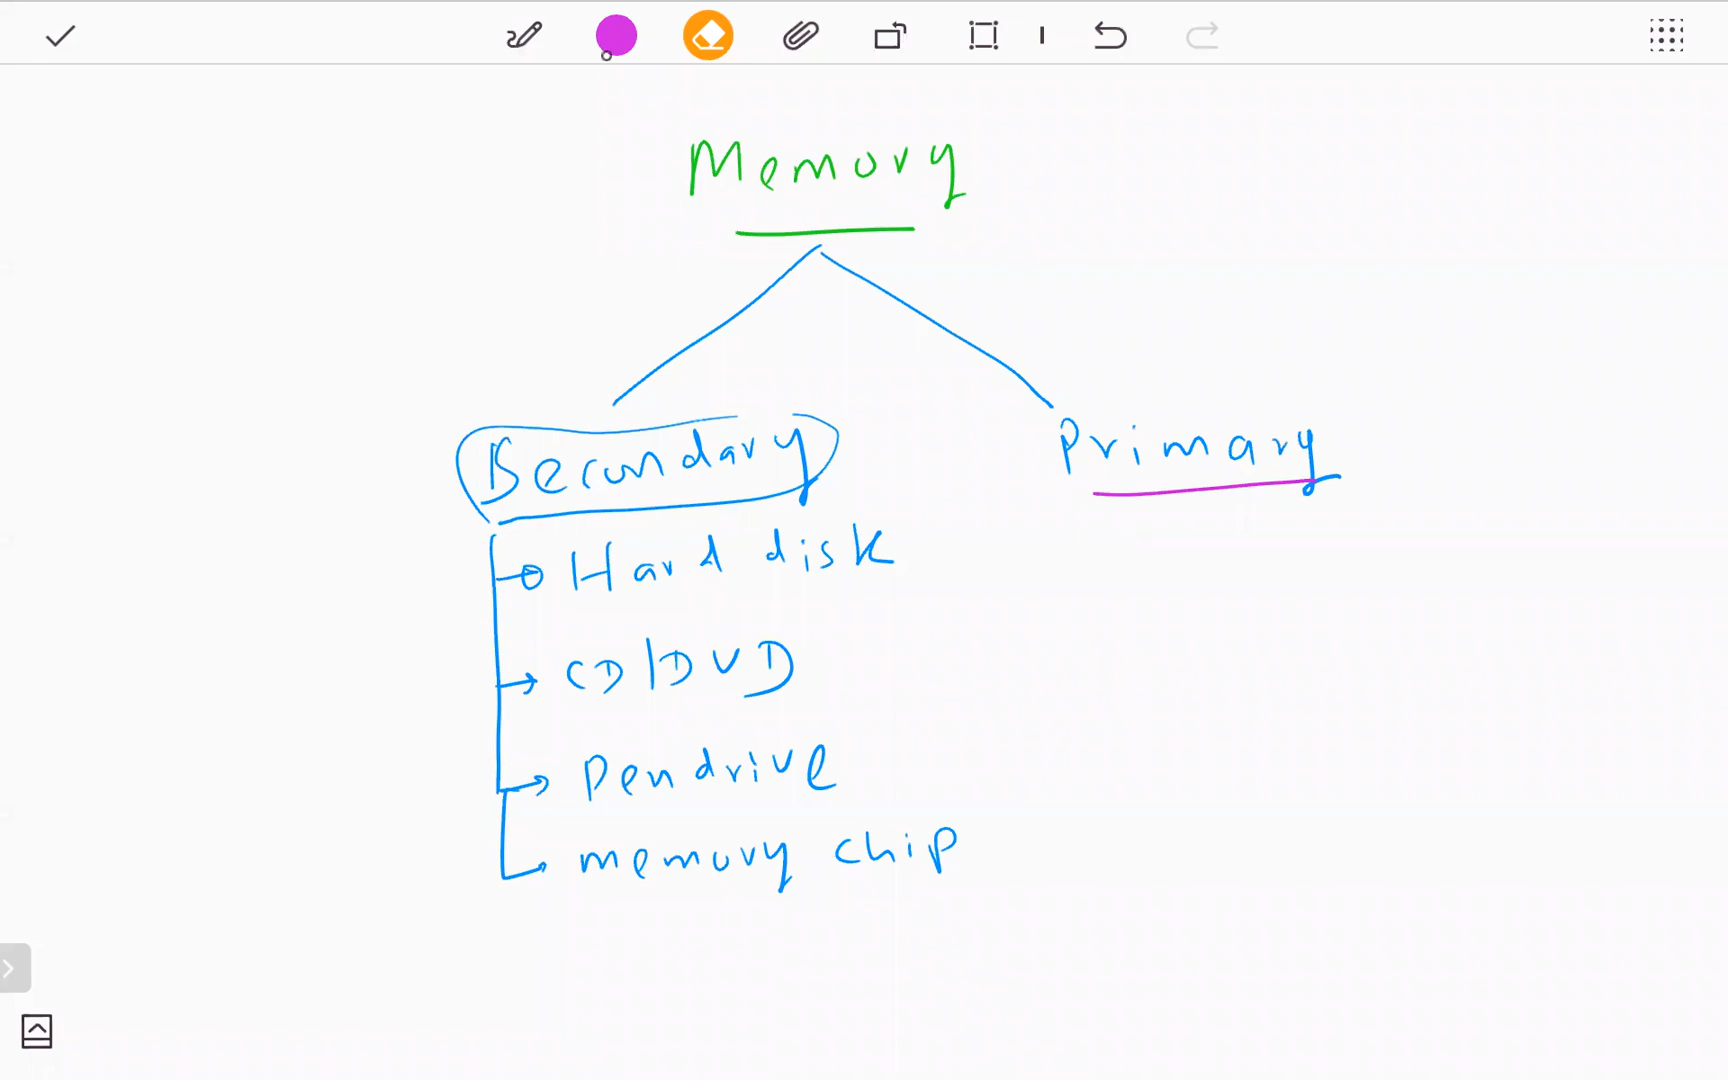 Memory
Secondary
Primary
Hard disk
CD/DVD
Pendrive
memory chip